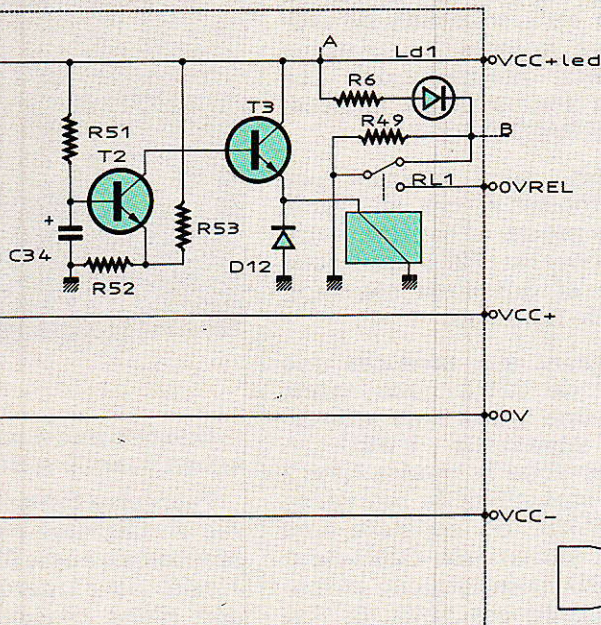 A
Ld1
VCC+led
R6
T3
R49
R51
B
T2
RL1
0VREL
+
R53
C34
D12
R52
VCC+
0V
VCC-